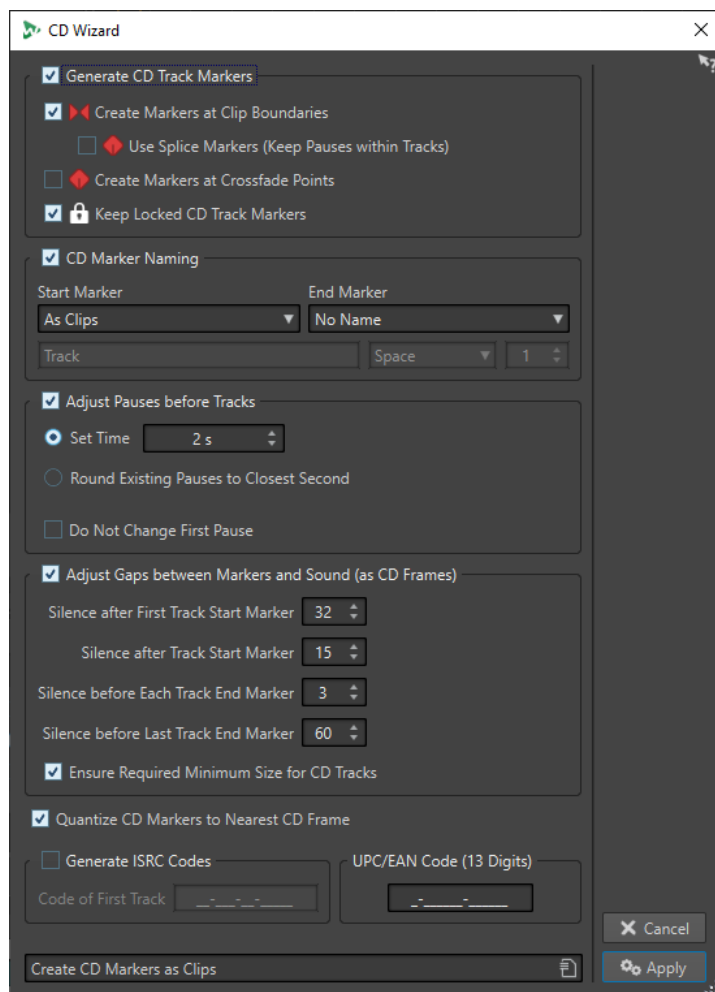 CD Wizard
Generate CD Track Markers
Create Markers at Clip Boundaries
Use Splice Markers (Keep Pauses within Tracks)
Create Markers at Crossfade Points
Keep Locked CD Track Markers
CD Marker Naming
Start Marker End Marker
As Clips No Name
Track Space 1
Adjust Pauses before Tracks
Set Time 2 s
Round Existing Pauses to Closest Second
Do Not Change First Pause
Adjust Gaps between Markers and Sound (as CD Frames)
Silence after First Track Start Marker 32
Silence after Track Start Marker 15
Silence before Each Track End Marker 3
Silence before Last Track End Marker 60
Ensure Required Minimum Size for CD Tracks
Quantize CD Markers to Nearest CD Frame
Generate ISRC Codes UPC/EAN Code (13 Digits)
Code of First Track __-___-__-_____ _-______-______
Cancel
Create CD Markers as Clips Apply